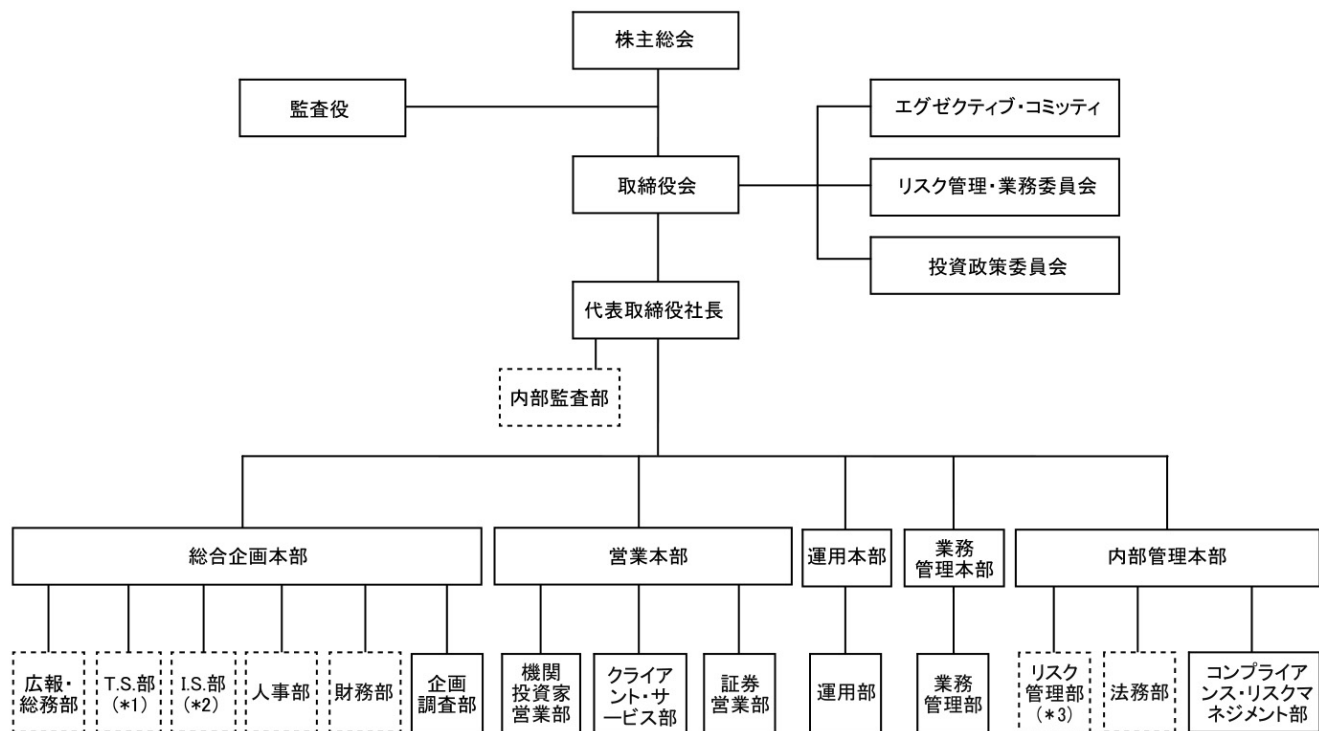 株主総会
監査役
エグゼクティブ・コミッティ
取締役会
リスク管理・業務委員会
投資政策委員会
代表取締役社長
内部監査部
総合企画本部
営業本部
運用本部
業務
管理本部
内部管理本部
広報・
総務部
T.S.部
(*1)
I.S.部
(*2)
人事部
財務部
企画
調査部
機関
投資家
営業部
クライア
ント・サ
ービス部
証券
営業部
運用部
業務
管理部
リスク
管理部
(*3)
法務部
コンプライア
ンス・リスクマ
ネジメント部